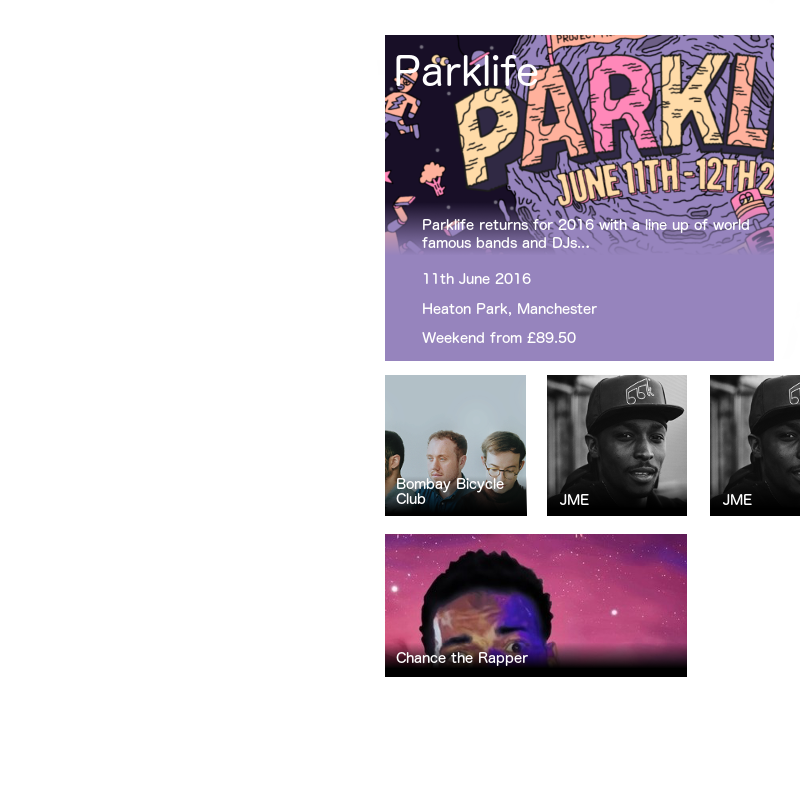 Parklife
PARKL
JUNE 11TH-12TH 2
Parklife returns for 2016 with a line up of world
famous bands and DJs...
11th June 2016
Heaton Park, Manchester
Weekend from £89.50
Bombay Bicycle
Club
JME
JME
Chance the Rapper